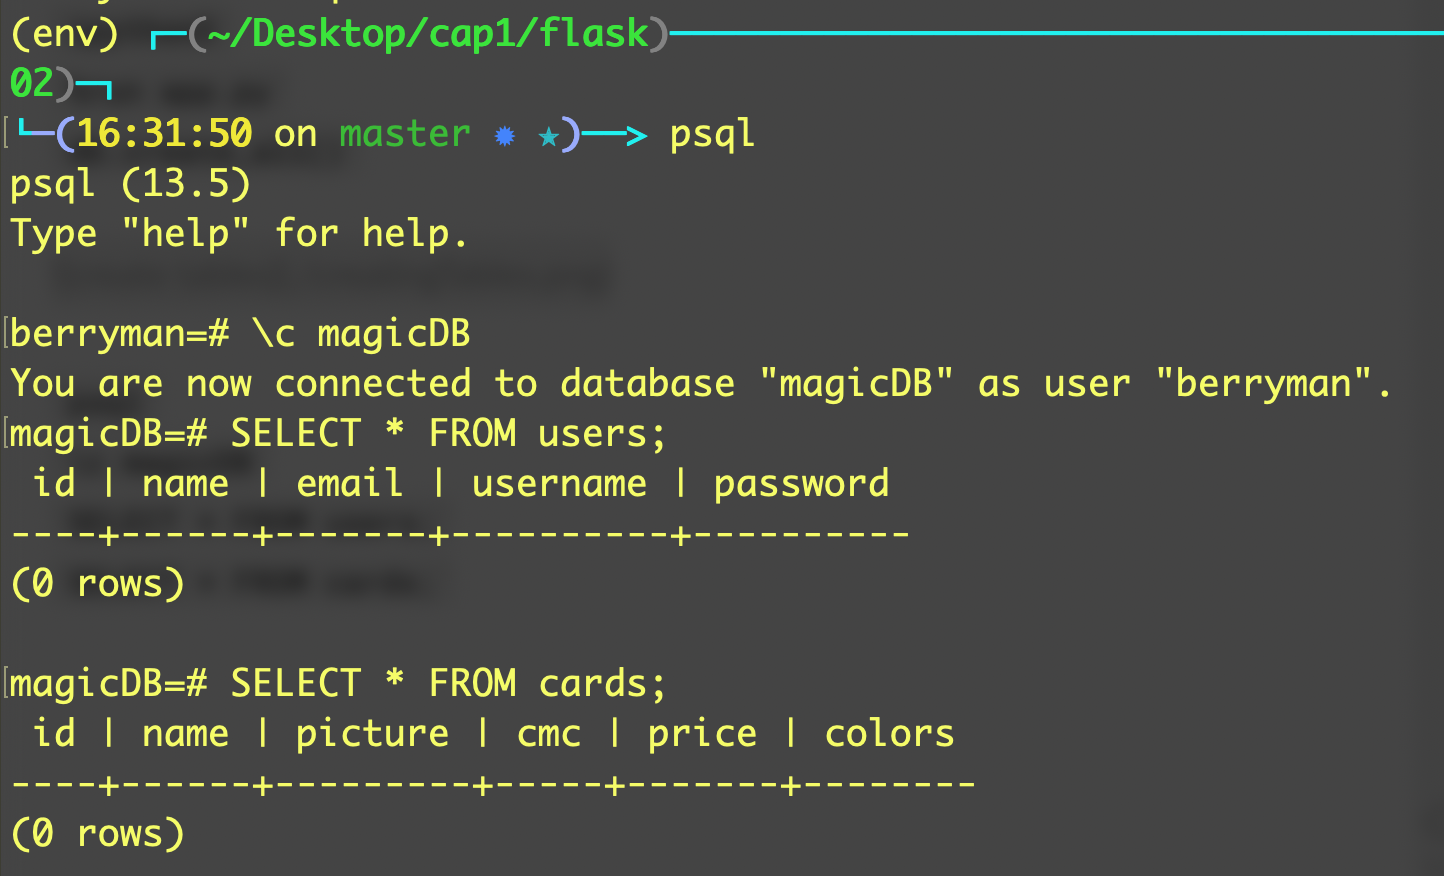 (env) ┌─(~/Desktop/cap1/flask)─
02)─┐
└─(16:31:50 on master ✹ ★)──> psql
psql (13.5)
Type "help" for help.
berryman=# \c magicDB
You are now connected to database "magicDB" as user "berryman".
magicDB=# SELECT * FROM users;
 id | name | email | username | password
----+------+-------+----------+----------
(0 rows)
magicDB=# SELECT * FROM cards;
 id | name | picture | cmc | price | colors
----+------+---------+-----+-------+--------
(0 rows)